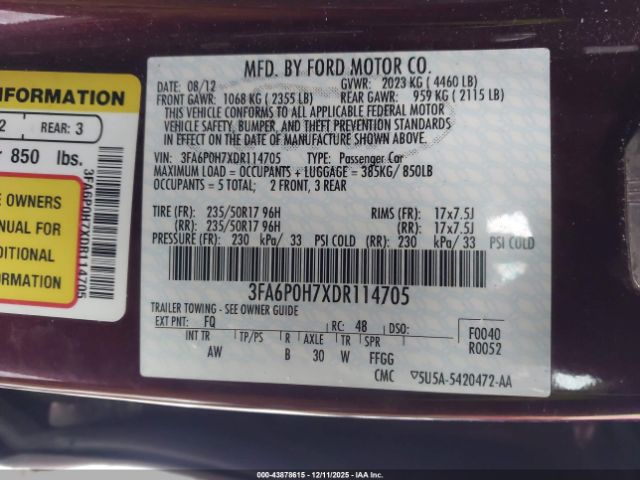 INFORMATION
2 REAR: 3
850 lbs.
E OWNERS
ANUAL FOR
DITIONAL
FORMATION
3FA6P0H7XDR114705
MFD. BY FORD MOTOR CO.
DATE: 08/12 GVWR: 2023 KG ( 4460 LB)
FRONT GAWR: 1068 KG ( 2355 LB) REAR GAWR: 959 KG ( 2115 LB)
THIS VEHICLE CONFORMS TO ALL APPLICABLE FEDERAL MOTOR
VEHICLE SAFETY, BUMPER, AND THEFT PREVENTION STANDARDS
IN EFFECT ON THE DATE OF MANUFACTURE SHOWN ABOVE.
VIN: 3FA6P0H7XDR114705 TYPE: Passenger Car
MAXIMUM LOAD = OCCUPANTS + LUGGAGE = 385KG/ 850LB
OCCUPANTS = 5 TOTAL; 2 FRONT, 3 REAR
TIRE (FR): 235/50R17 96H RIMS (FR): 17x7.5J
(RR): 235/50R17 96H (RR): 17x7.5J
PRESSURE (FR): 230 kPa/ 33 PSI COLD (RR): 230 kPa/ 33 PSI COLD
3FA6P0H7XDR114705
TRAILER TOWING - SEE OWNER GUIDE
EXT PNT: FQ RC: 48 DSO: F0040
INT TR TP/PS R AXLE TR SPR R0052
AW B 30 W FFGG
CMC ▽5U5A-5420472-AA
000-43878615 - 12/11/2025 - IAAI.COM